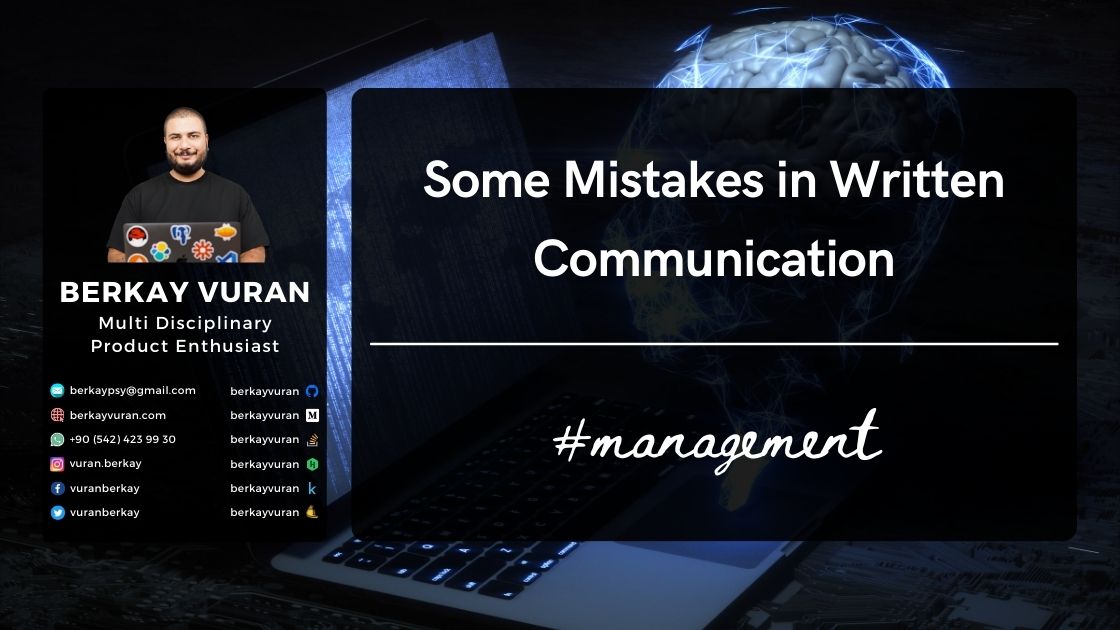 BERKAY VURAN
Multi Disciplinary
Product Enthusiast
berkaypsy@gmail.com
berkayvuran.com
+90 (542) 423 99 30
vuran.berkay
vuranberkay
vuranberkay
berkayvuran
berkayvuran
M
berkayvuran
berkayvuran
berkayvuran
k
berkayvuran
Some Mistakes in Written
Communication
#management